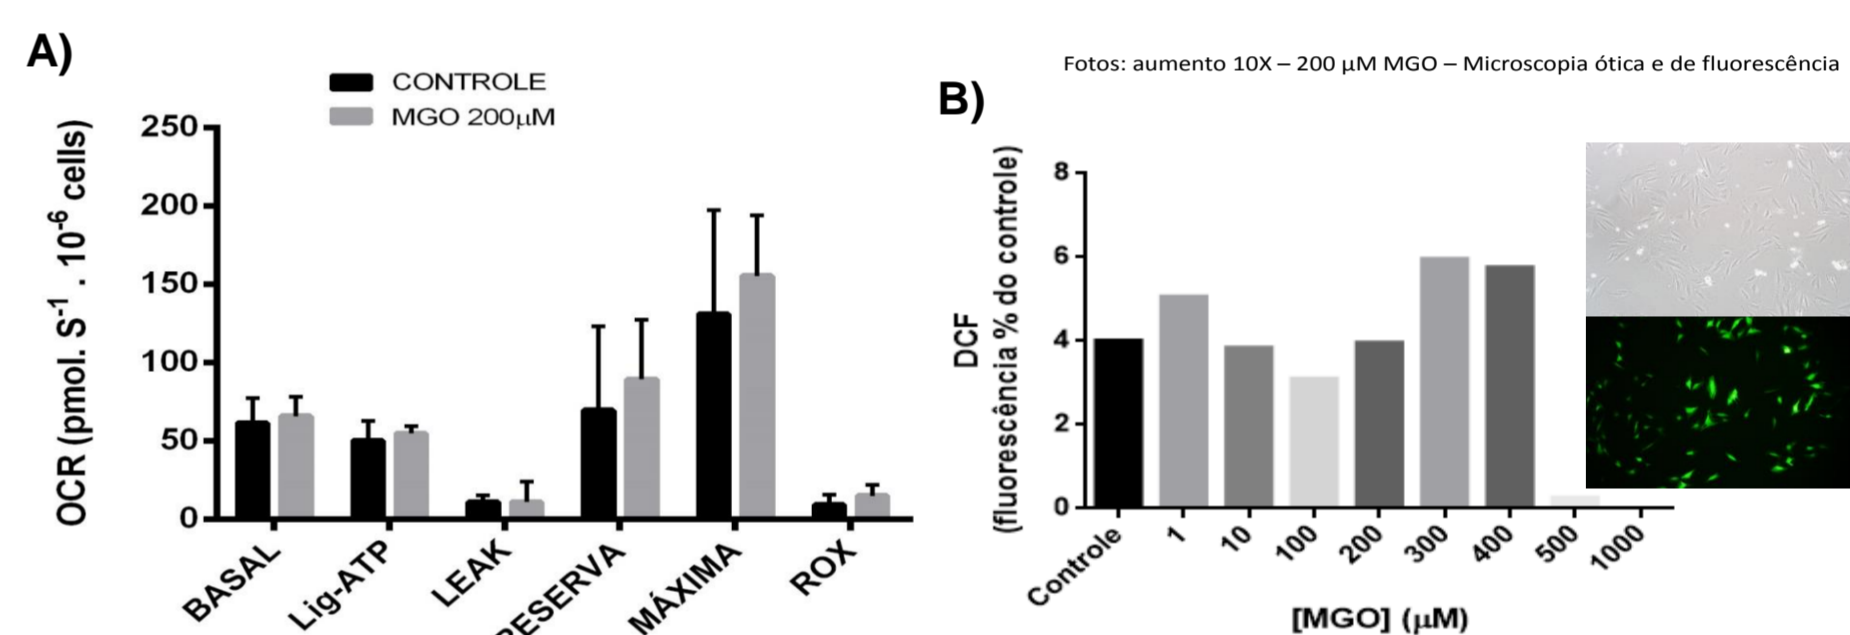 A)
CONTROLE
MGO 200µM
OCR (pmol. S-1 . 10-6 cells)
250
200
150
100
50
0
BASAL
Lig-ATP
LEAK
RESERVA
MÁXIMA
ROX
Fotos: aumento 10X – 200 µM MGO – Microscopia ótica e de fluorescência
B)
DCF
(fluorescência % do controle)
8
6
4
2
0
Controle
1
10
100
200
300
400
500
1000
[MGO] (µM)